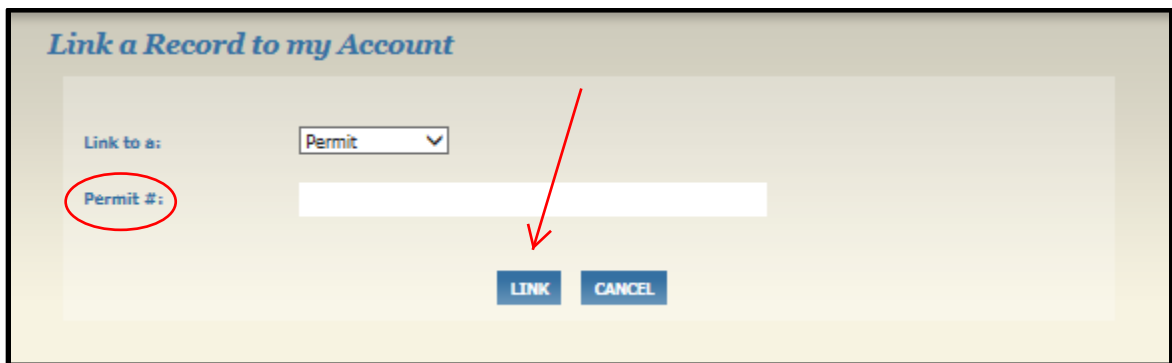 Link a Record to my Account
Link to a: Permit
Permit #:
LINK CANCEL